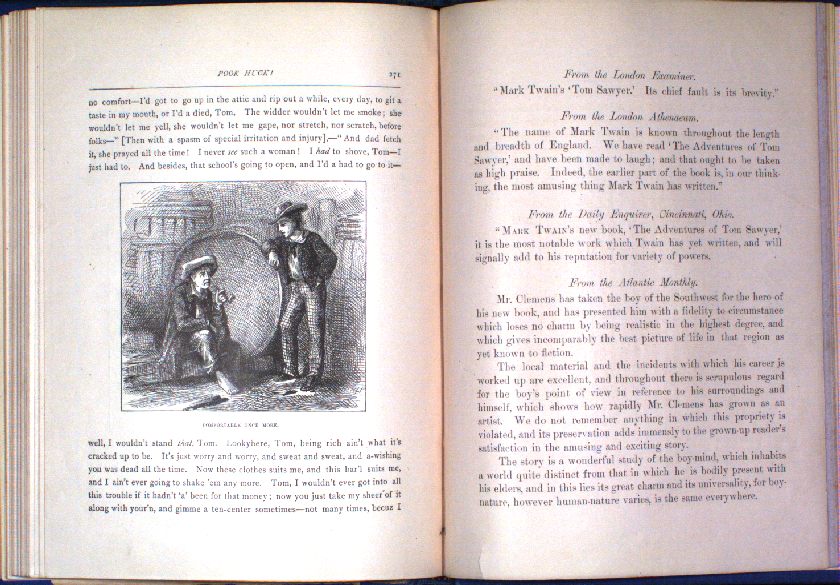 POOR HUCK! 271
no comfort—I'd got to go up in the attic and rip out a while, every day, to git a
taste in my mouth, or I'd a died, Tom. The widder wouldn't let me smoke; she
wouldn't let me yell, she wouldn't let me gape, nor stretch, nor scratch, before
folks—" [Then with a spasm of special irritation and injury],—"And dad fetch
it, she prayed all the time! I never see such a woman! I had to shove, Tom—I
just had to. And besides, that school's going to open, and I'd a had to go to it—
COMFORTABLE ONCE MORE.
well, I wouldn't stand that, Tom. Lookyhere, Tom, being rich ain't what it's
cracked up to be. It's just worry and worry, and sweat and sweat, and a-wishing
you was dead all the time. Now these clothes suits me, and this bar'l suits me,
and I ain't ever going to shake 'em any more. Tom, I wouldn't ever got into all
this trouble if it hadn't 'a' been for that money; now you just take my sheer of it
along with your'n, and gimme a ten-center sometimes—not many times, becuz I
From the London Examiner.
"Mark Twain's 'Tom Sawyer.' Its chief fault is its brevity."
From the London Athenaeum.
"The name of Mark Twain is known throughout the length
and breadth of England. We have read 'The Adventures of Tom
Sawyer,' and have been made to laugh; and that ought to be taken
as high praise. Indeed, the earlier part of the book is, in our think-
ing, the most amusing thing Mark Twain has written."
From the Daily Enquirer, Cincinnati, Ohio.
"MARK TWAIN'S new book, 'The Adventures of Tom Sawyer,'
it is the most notable work which Twain has yet written, and will
signally add to his reputation for variety of powers.
From the Atlantic Monthly.
Mr. Clemens has taken the boy of the Southwest for the hero of
his new book, and has presented him with a fidelity to circumstance
which loses no charm by being realistic in the highest degree, and
which gives incomparably the best picture of life in that region as
yet known to fiction.
The local material and the incidents with which his career is
worked up are excellent, and throughout there is scrupulous regard
for the boy's point of view in reference to his surroundings and
himself, which shows how rapidly Mr. Clemens has grown as an
artist. We do not remember anything in which this propriety is
violated, and its preservation adds immensely to the grown-up reader's
satisfaction in the amusing and exciting story.
The story is a wonderful study of the boy-mind, which inhabits
a world quite distinct from that in which he is bodily present with
his elders, and in this lies its great charm and its universality, for boy-
nature, however human-nature varies, is the same everywhere.